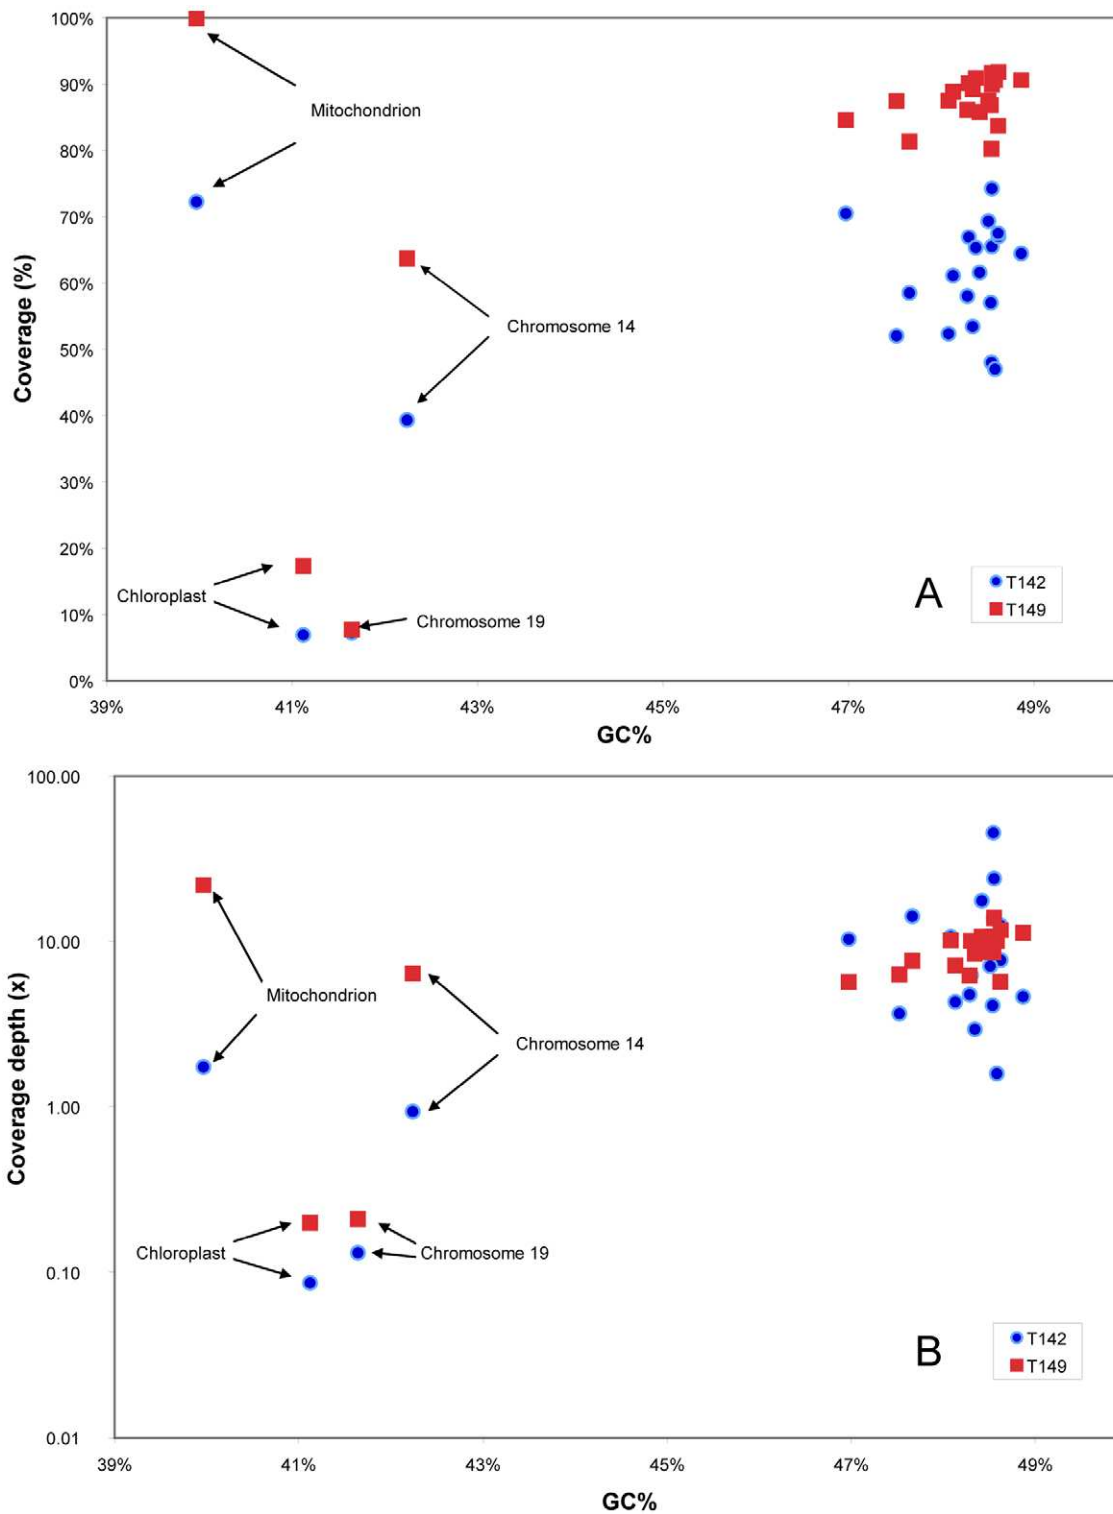 100%
90%
80%
70%
60%
50%
40%
30%
20%
10%
0%
Coverage (%)
Mitochondrion
Chromosome 14
Chloroplast
Chromosome 19
A
T142
T149
39%
41%
43%
45%
47%
49%
GC%
100.00
10.00
1.00
0.10
0.01
Coverage depth (x)
Mitochondrion
Chromosome 14
Chloroplast
Chromosome 19
B
T142
T149
39%
41%
43%
45%
47%
49%
GC%